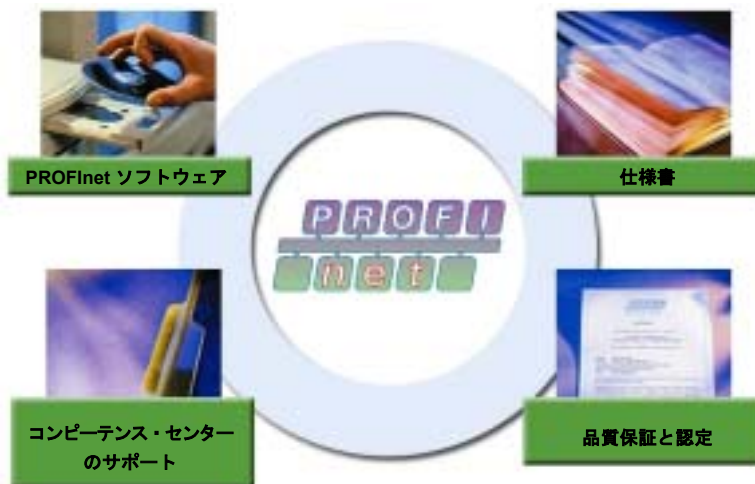 PROFInet ソフトウェア
仕様書
PROFI
net
コンピーテンス・センター
のサポート
品質保証と認定